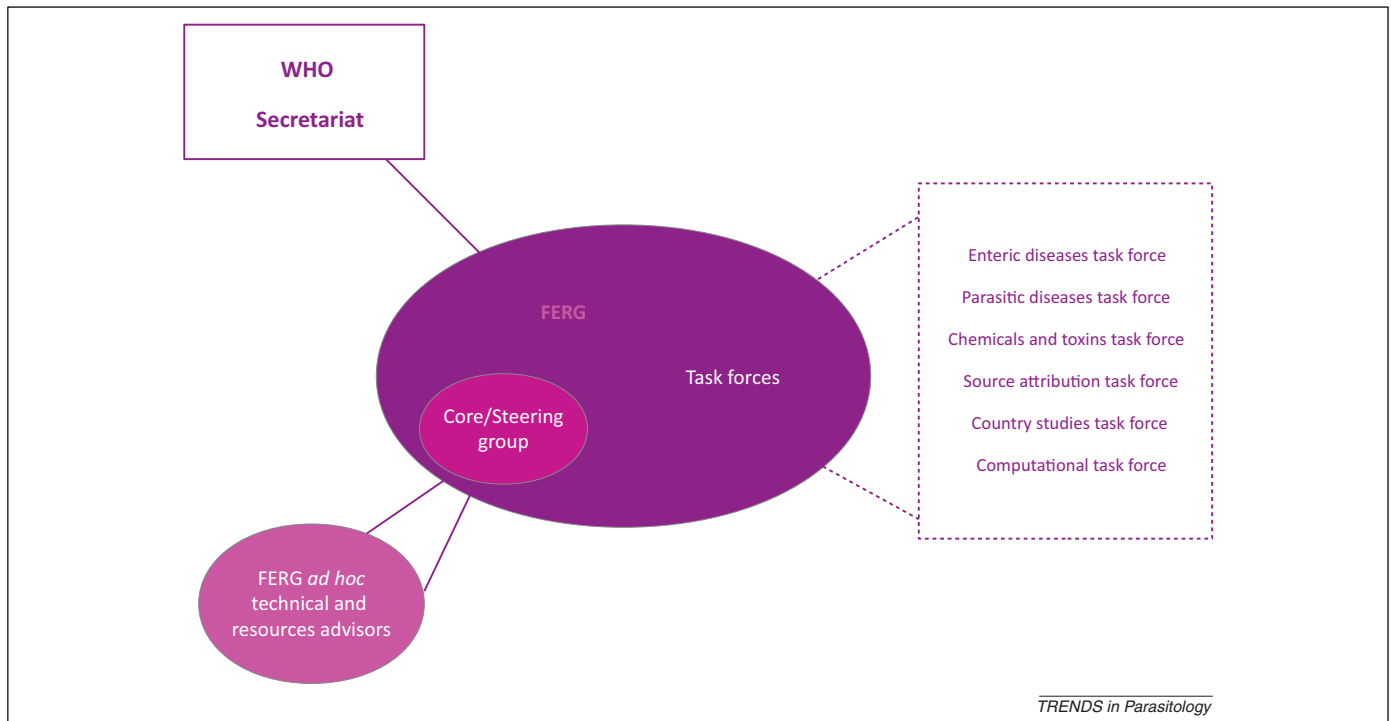 WHO
Secretariat
FERG
Task forces
Core/Steering
group
FERG ad hoc
technical and
resources advisors
Enteric diseases task force
Parasitic diseases task force
Chemicals and toxins task force
Source attribution task force
Country studies task force
Computational task force
TRENDS in Parasitology